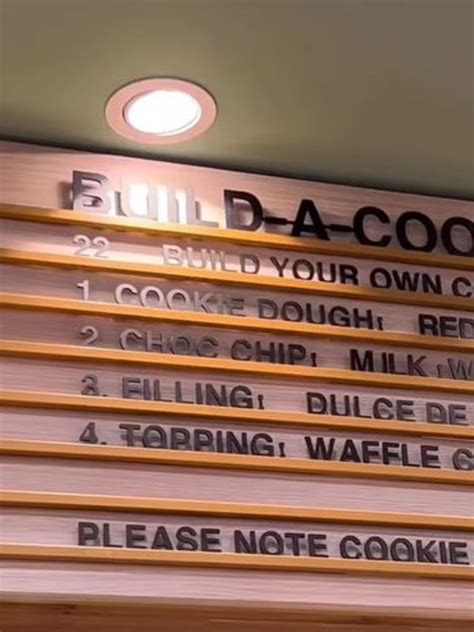 BUILD-A-COO
22 BUILD YOUR OWN C
1. COOKIE DOUGH: RED
2 CHOC CHIP: MILK, W
3. FILLING: DULCE DE
4. TOPPING: WAFFLE C
PLEASE NOTE COOKIE